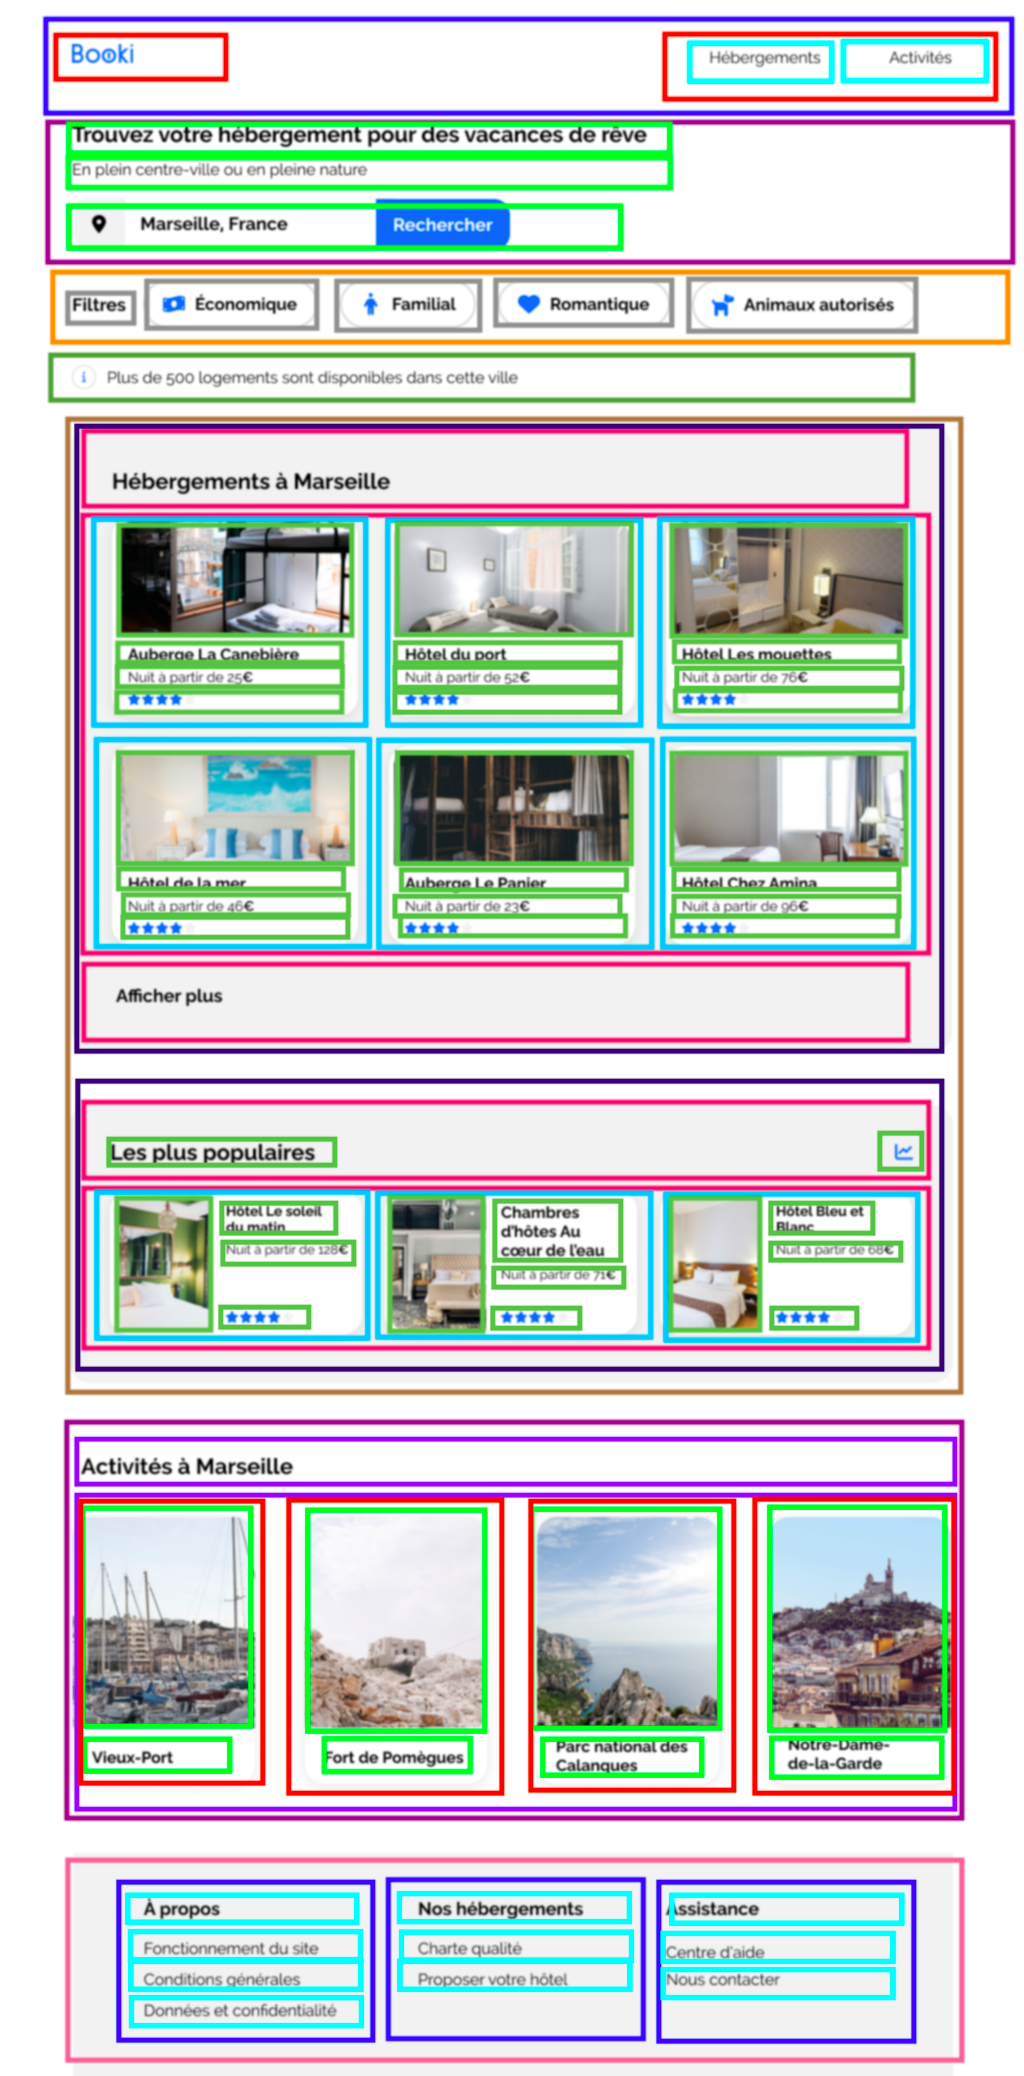 Booki
Hébergements
Activités
Trouvez votre hébergement pour des vacances de rêve
En plein centre-ville ou en pleine nature
Marseille, France
Rechercher
Filtres
Économique
Familial
Romantique
Animaux autorisés
Plus de 500 logements sont disponibles dans cette ville
Hébergements à Marseille
Auberge La Canebière
Nuit à partir de 25€
Hôtel du port
Nuit à partir de 52€
Hôtel Les mouettes
Nuit à partir de 76€
Hôtel de la mer
Nuit à partir de 46€
Auberge Le Panier
Nuit à partir de 23€
Hôtel Chez Amina
Nuit à partir de 96€
Afficher plus
Les plus populaires
Hôtel Le soleil
du matin
Nuit à partir de 128€
Chambres
d'hôtes Au
cœur de l'eau
Nuit à partir de 71€
Hôtel Bleu et
Blanc
Nuit à partir de 68€
Activités à Marseille
Vieux-Port
Fort de Pomègues
Parc national des
Calanques
Notre-Dame-
de-la-Garde
À propos
Fonctionnement du site
Conditions générales
Données et confidentialité
Nos hébergements
Charte qualité
Proposer votre hôtel
Assistance
Centre d'aide
Nous contacter